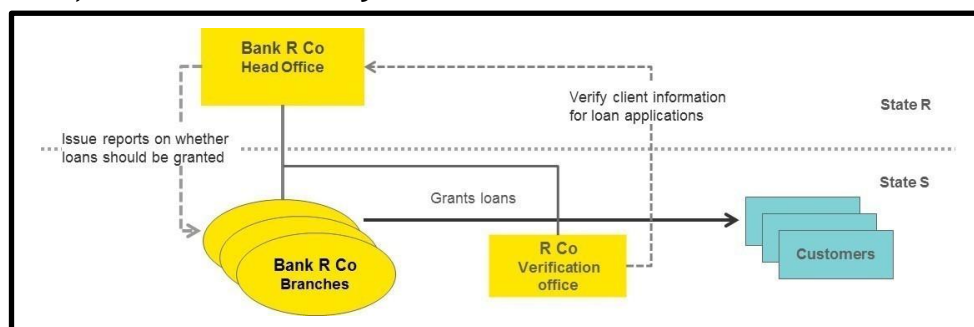 Bank R Co
Head Office
Verify client information
for loan applications
State R
Issue reports on whether
loans should be granted
State S
Grants loans
R Co
Verification
office
Bank R Co
Branches
Customers